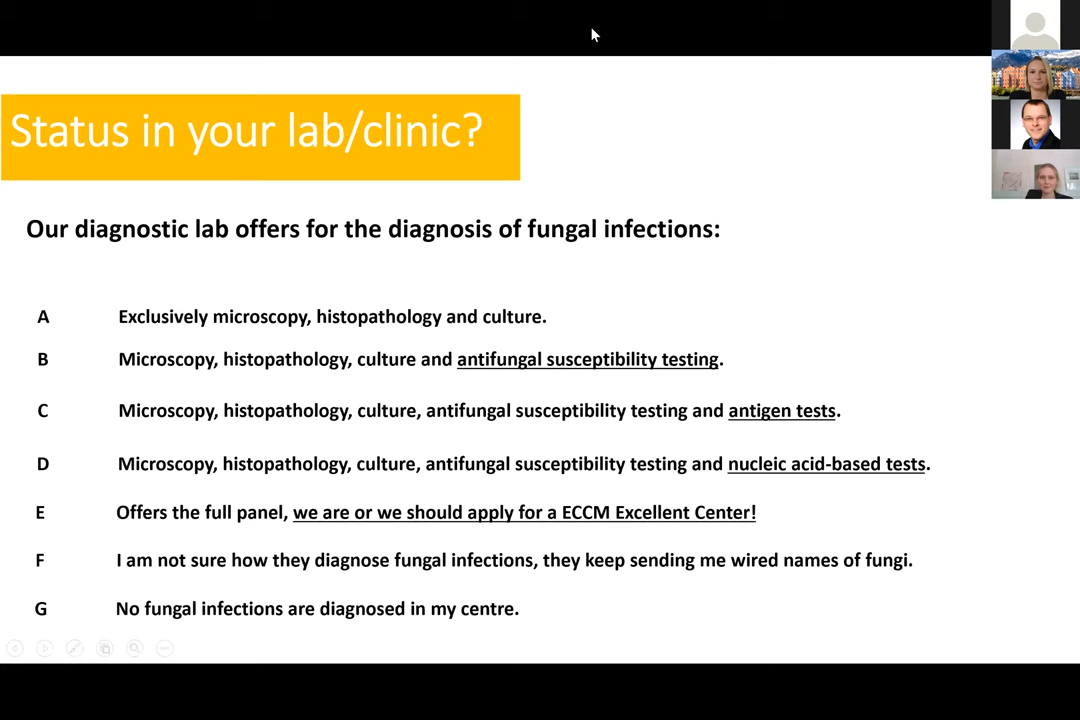 Status in your lab/clinic?
Our diagnostic lab offers for the diagnosis of fungal infections:
A Exclusively microscopy, histopathology and culture.
B Microscopy, histopathology, culture and antifungal susceptibility testing.
C Microscopy, histopathology, culture, antifungal susceptibility testing and antigen tests.
D Microscopy, histopathology, culture, antifungal susceptibility testing and nucleic acid-based tests.
E Offers the full panel, we are or we should apply for a ECCM Excellent Center!
F I am not sure how they diagnose fungal infections, they keep sending me wired names of fungi.
G No fungal infections are diagnosed in my centre.